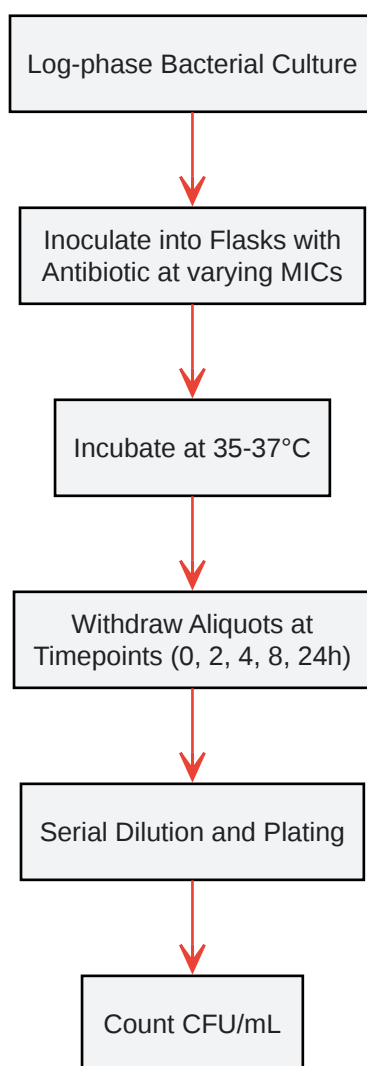 Log-phase Bacterial Culture
Inoculate into Flasks with
Antibiotic at varying MICs
Incubate at 35-37°C
Withdraw Aliquots at
Timepoints (0, 2, 4, 8, 24h)
Serial Dilution and Plating
Count CFU/mL